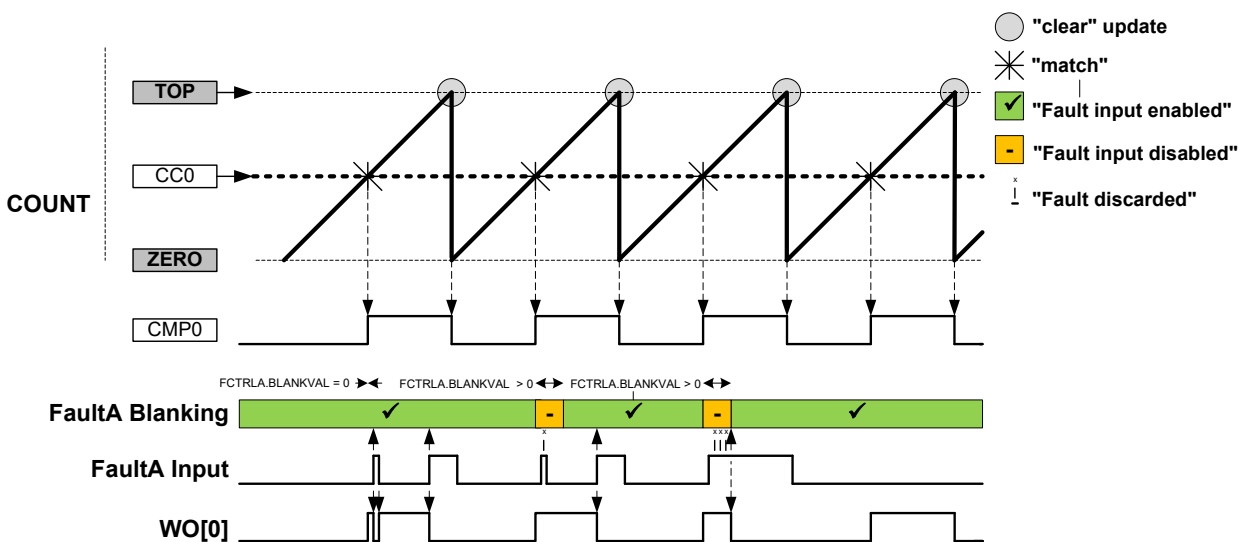 "clear" update
"match"
"Fault input enabled"
"Fault input disabled"
x
"Fault discarded"
TOP
CC0
COUNT
ZERO
CMP0
FCTRLA.BLANKVAL = 0
FCTRLA.BLANKVAL > 0
FCTRLA.BLANKVAL > 0
FaultA Blanking
✓ - ✓ - ✓
x xxx
FaultA Input
WO[0]